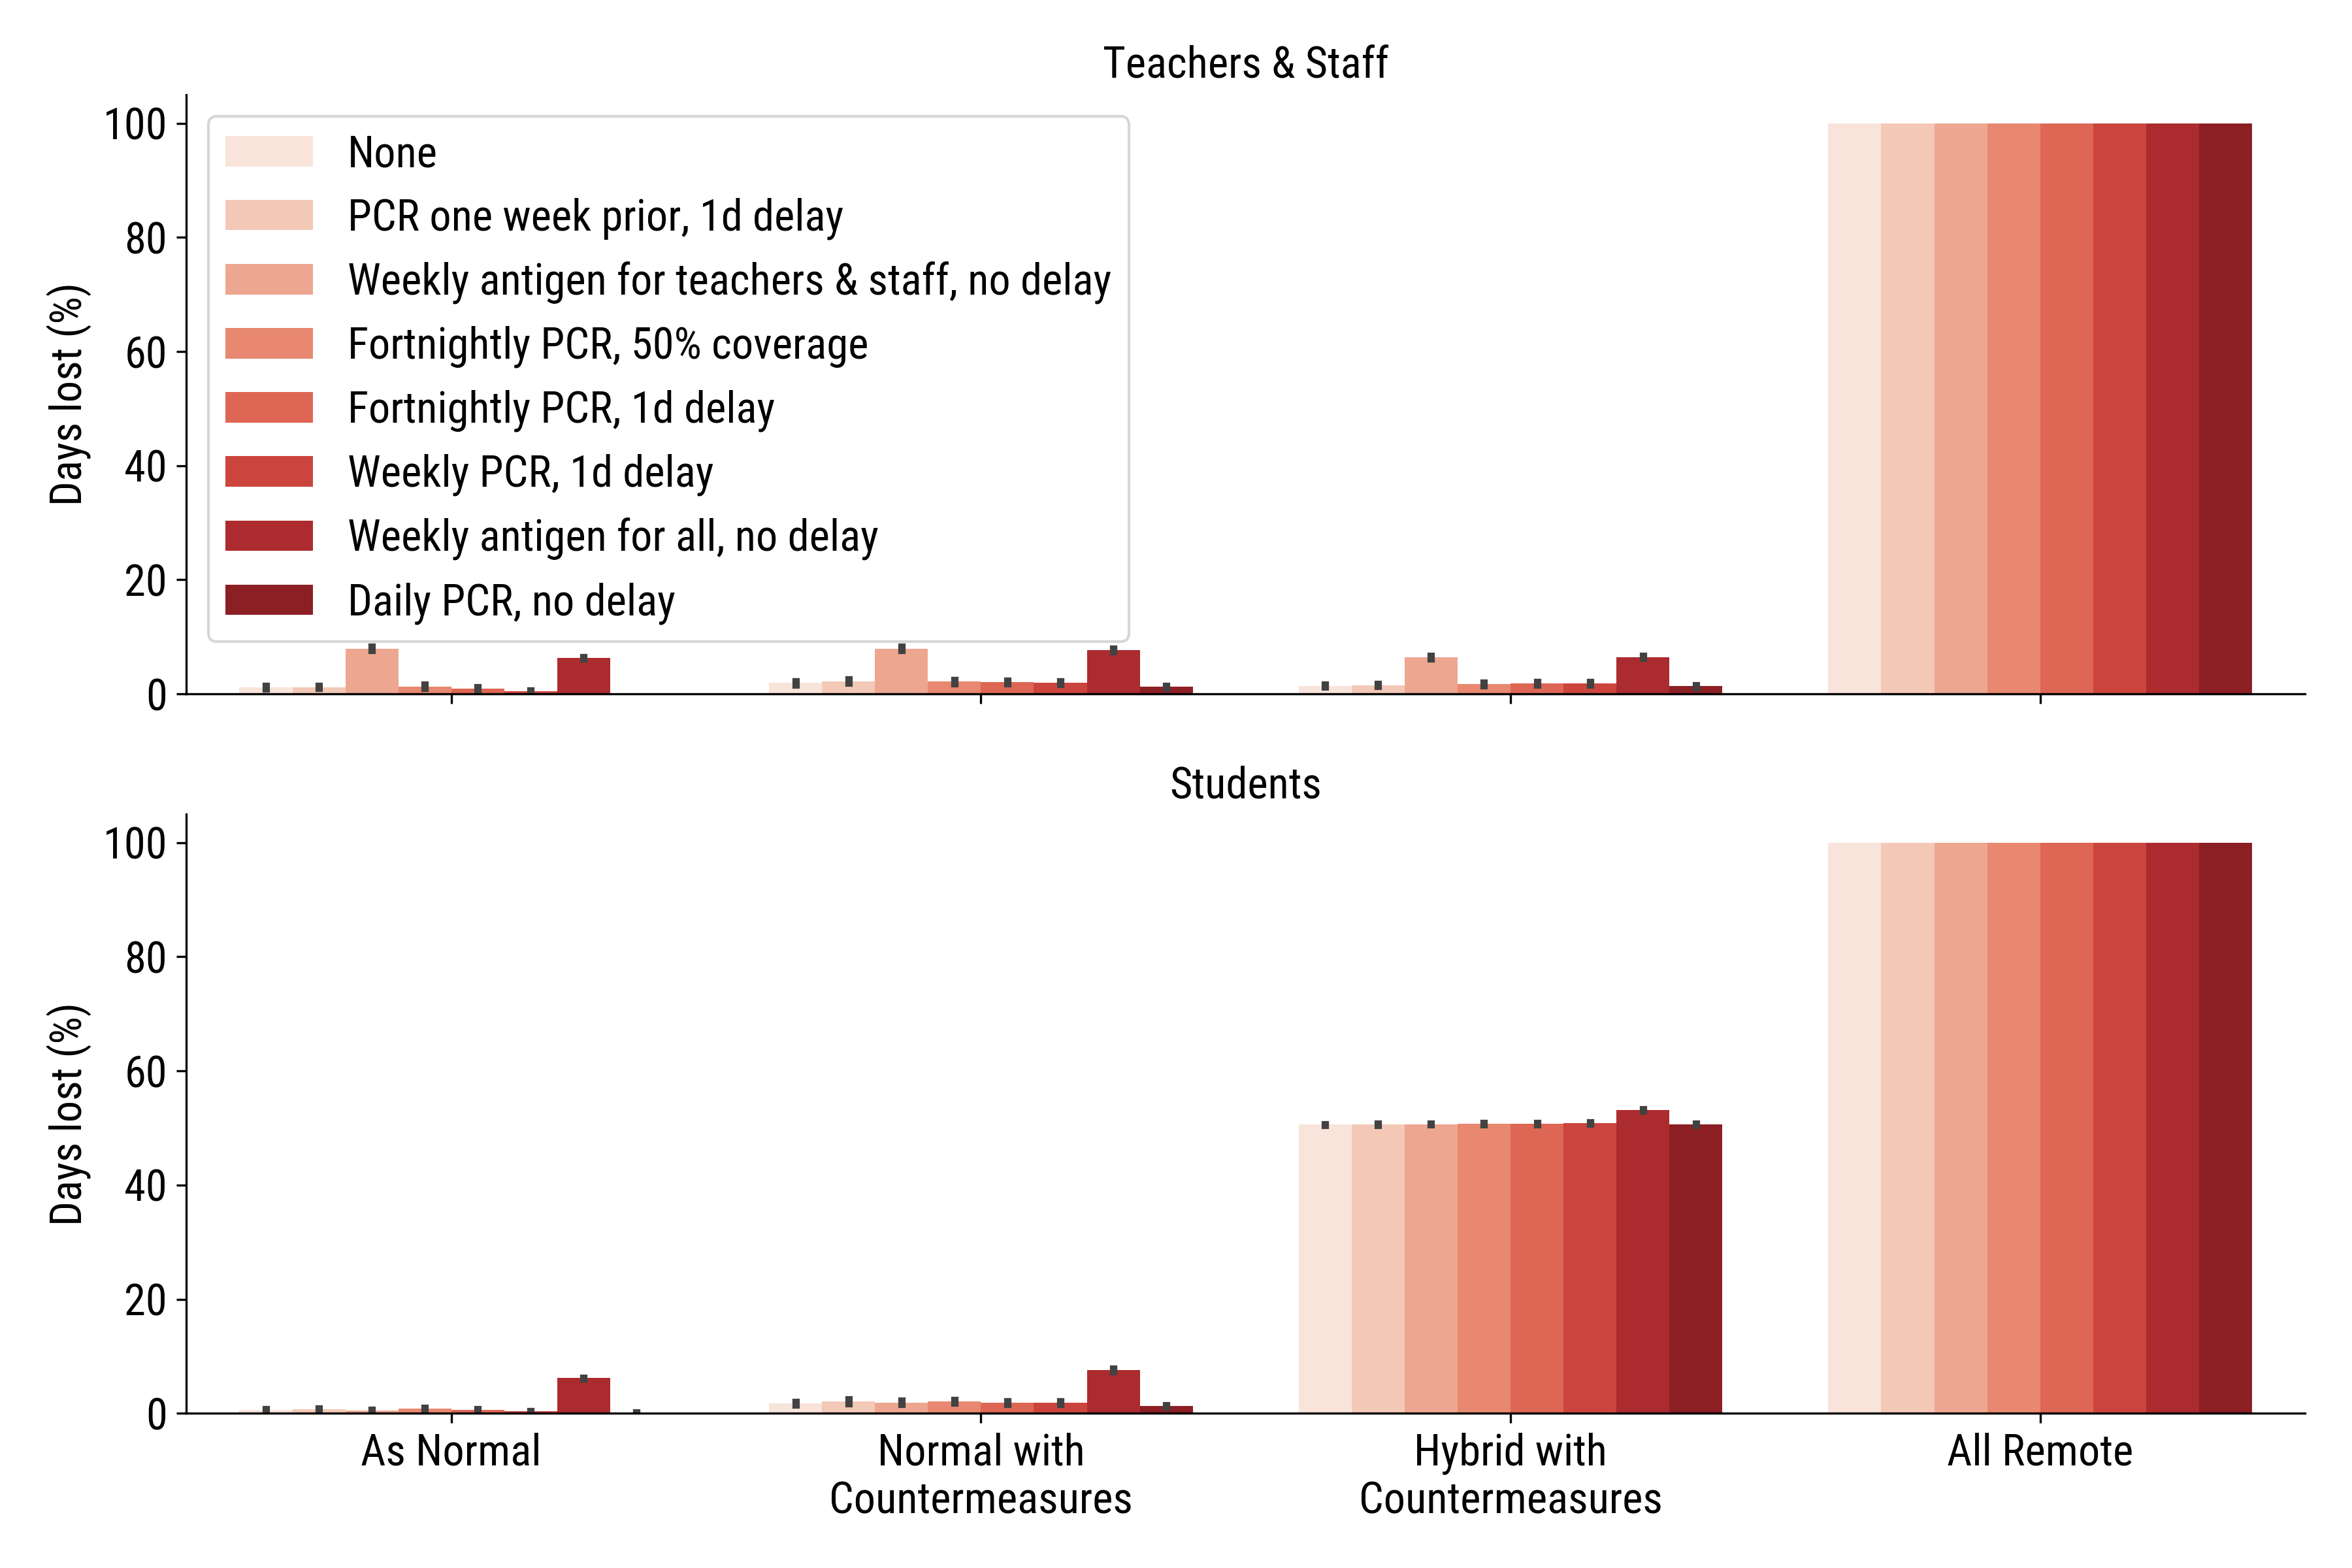 Teachers & Staff
100
80
60
40
20
0
Days lost (%)
None
PCR one week prior, 1d delay
Weekly antigen for teachers & staff, no delay
Fortnightly PCR, 50% coverage
Fortnightly PCR, 1d delay
Weekly PCR, 1d delay
Weekly antigen for all, no delay
Daily PCR, no delay
Students
100
80
60
40
20
0
Days lost (%)
As Normal
Normal with
Countermeasures
Hybrid with
Countermeasures
All Remote